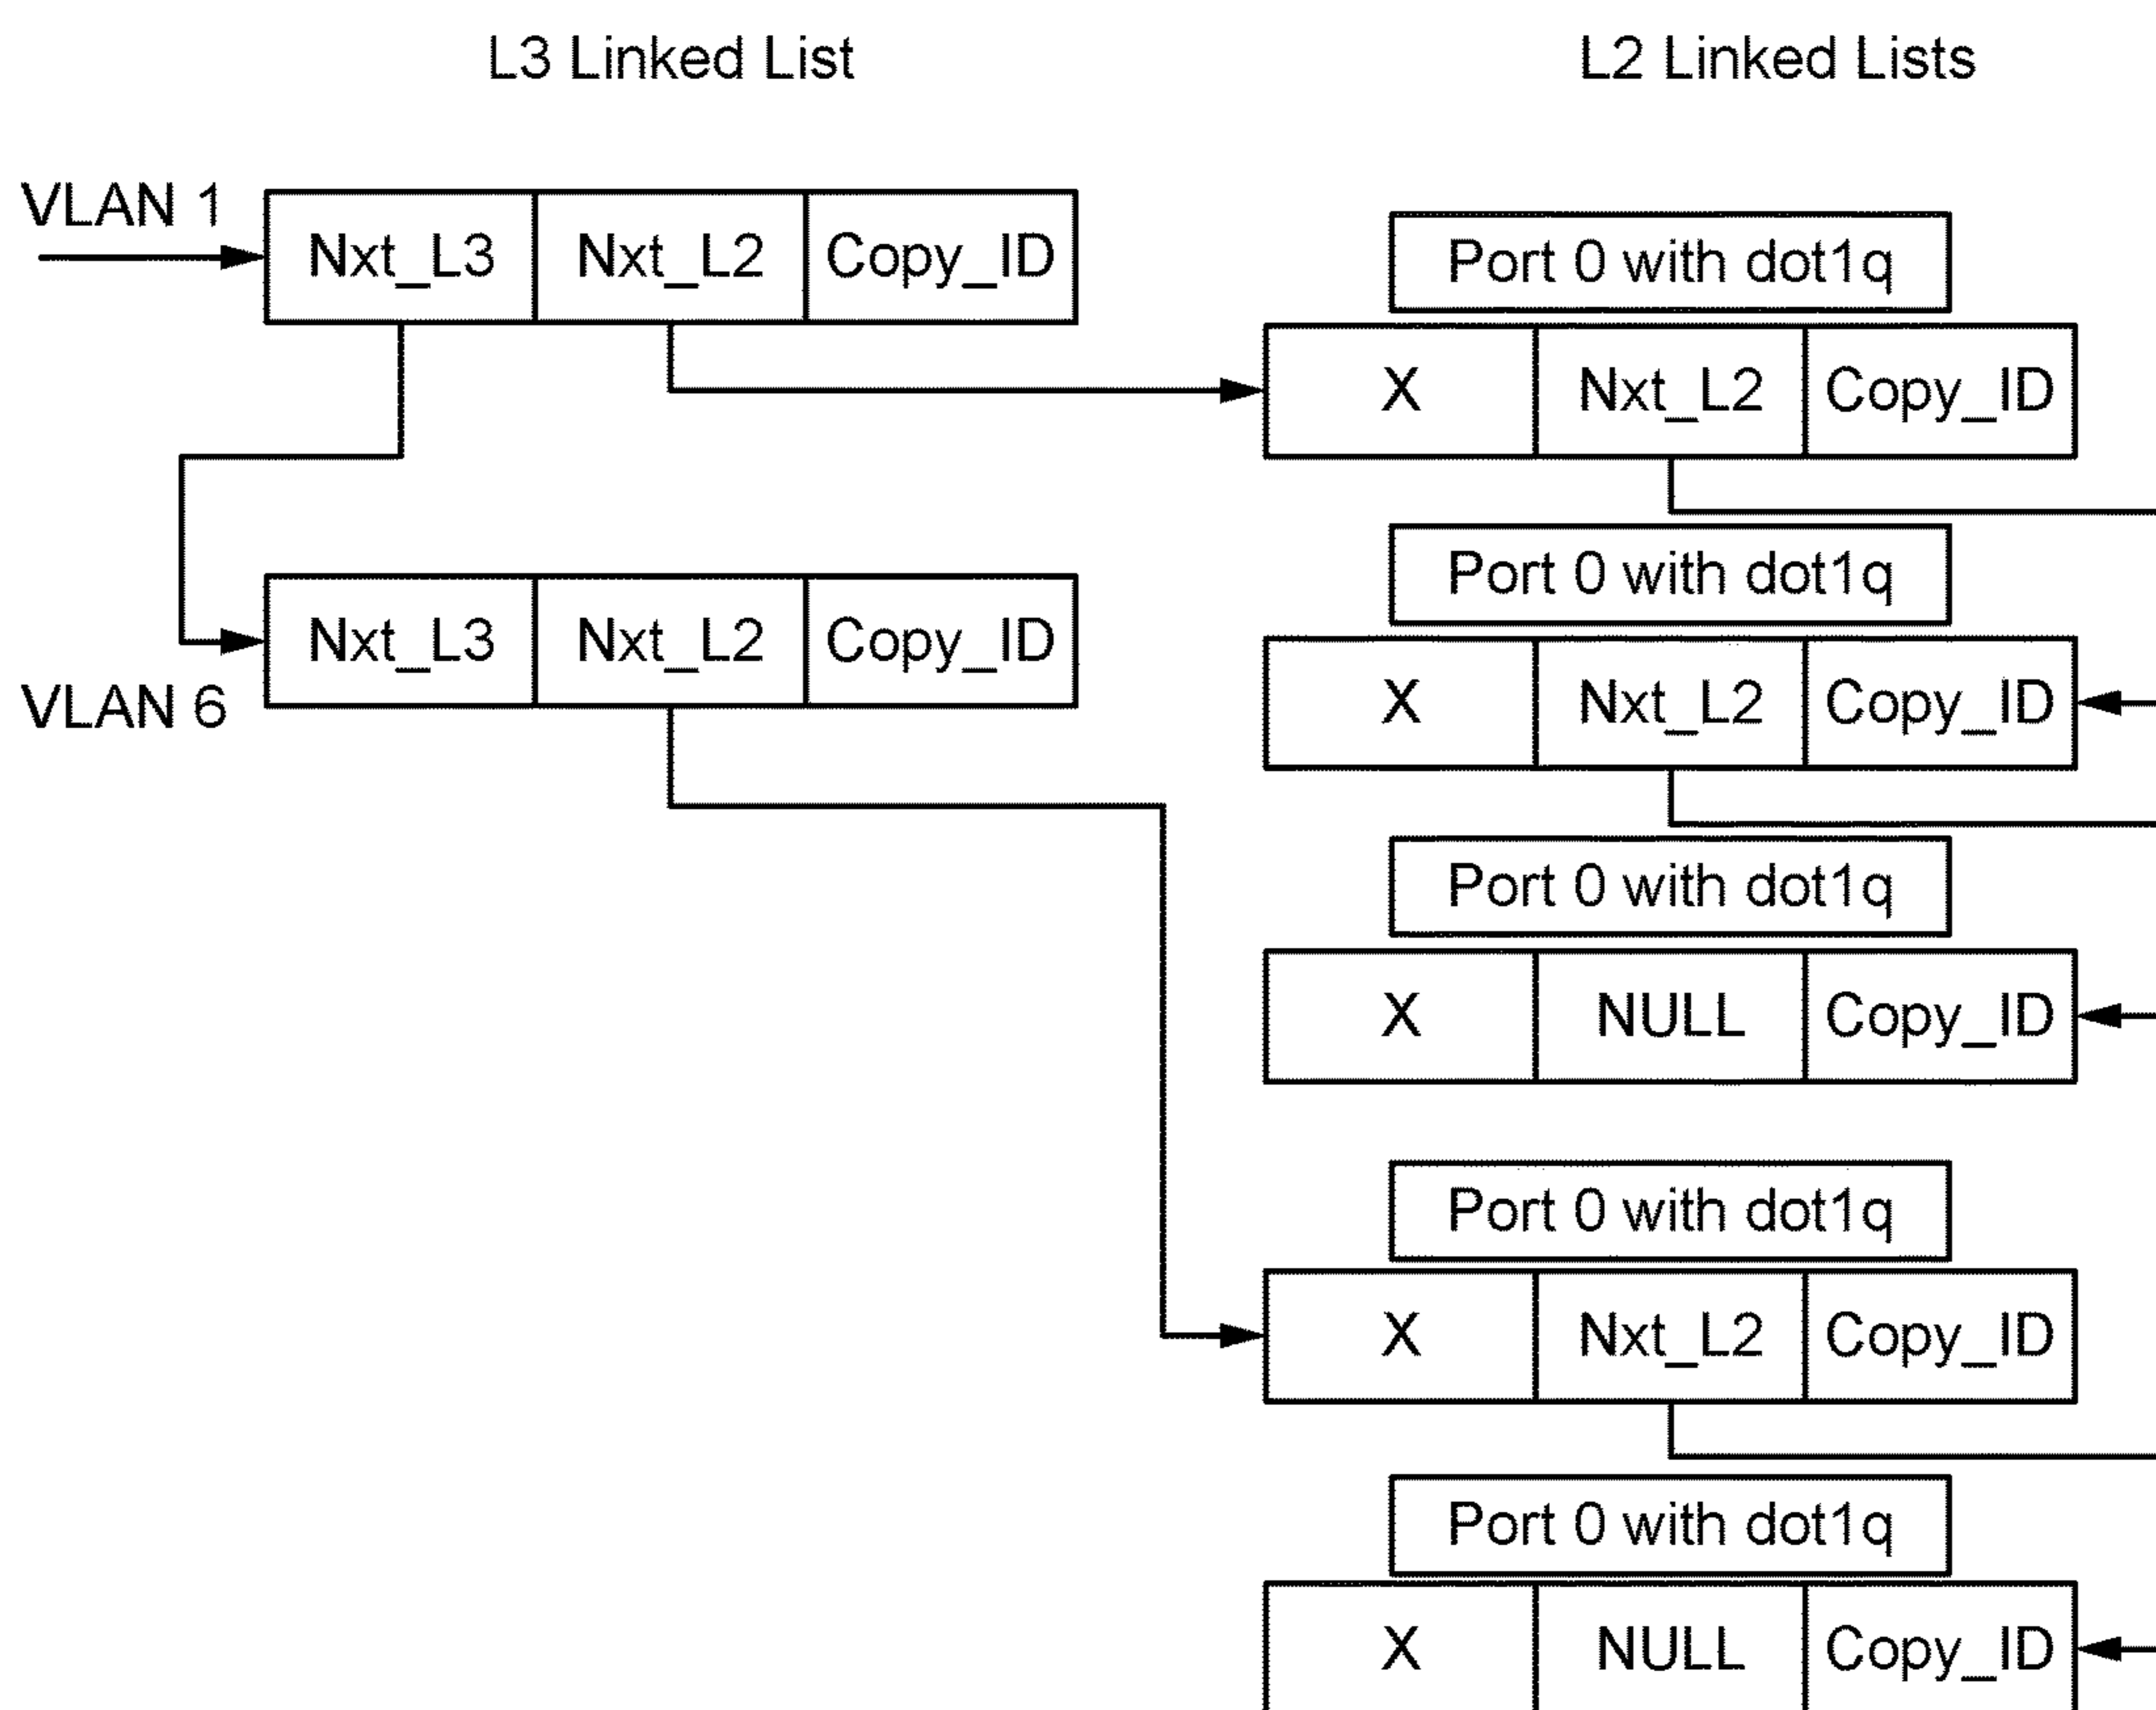 L3 Linked List
L2 Linked Lists
VLAN 1
Nxt_L3 Nxt_L2 Copy_ID
Port 0 with dot1q
X Nxt_L2 Copy_ID
Port 0 with dot1q
VLAN 6
Nxt_L3 Nxt_L2 Copy_ID
X Nxt_L2 Copy_ID
Port 0 with dot1q
X NULL Copy_ID
Port 0 with dot1q
X Nxt_L2 Copy_ID
Port 0 with dot1q
X NULL Copy_ID